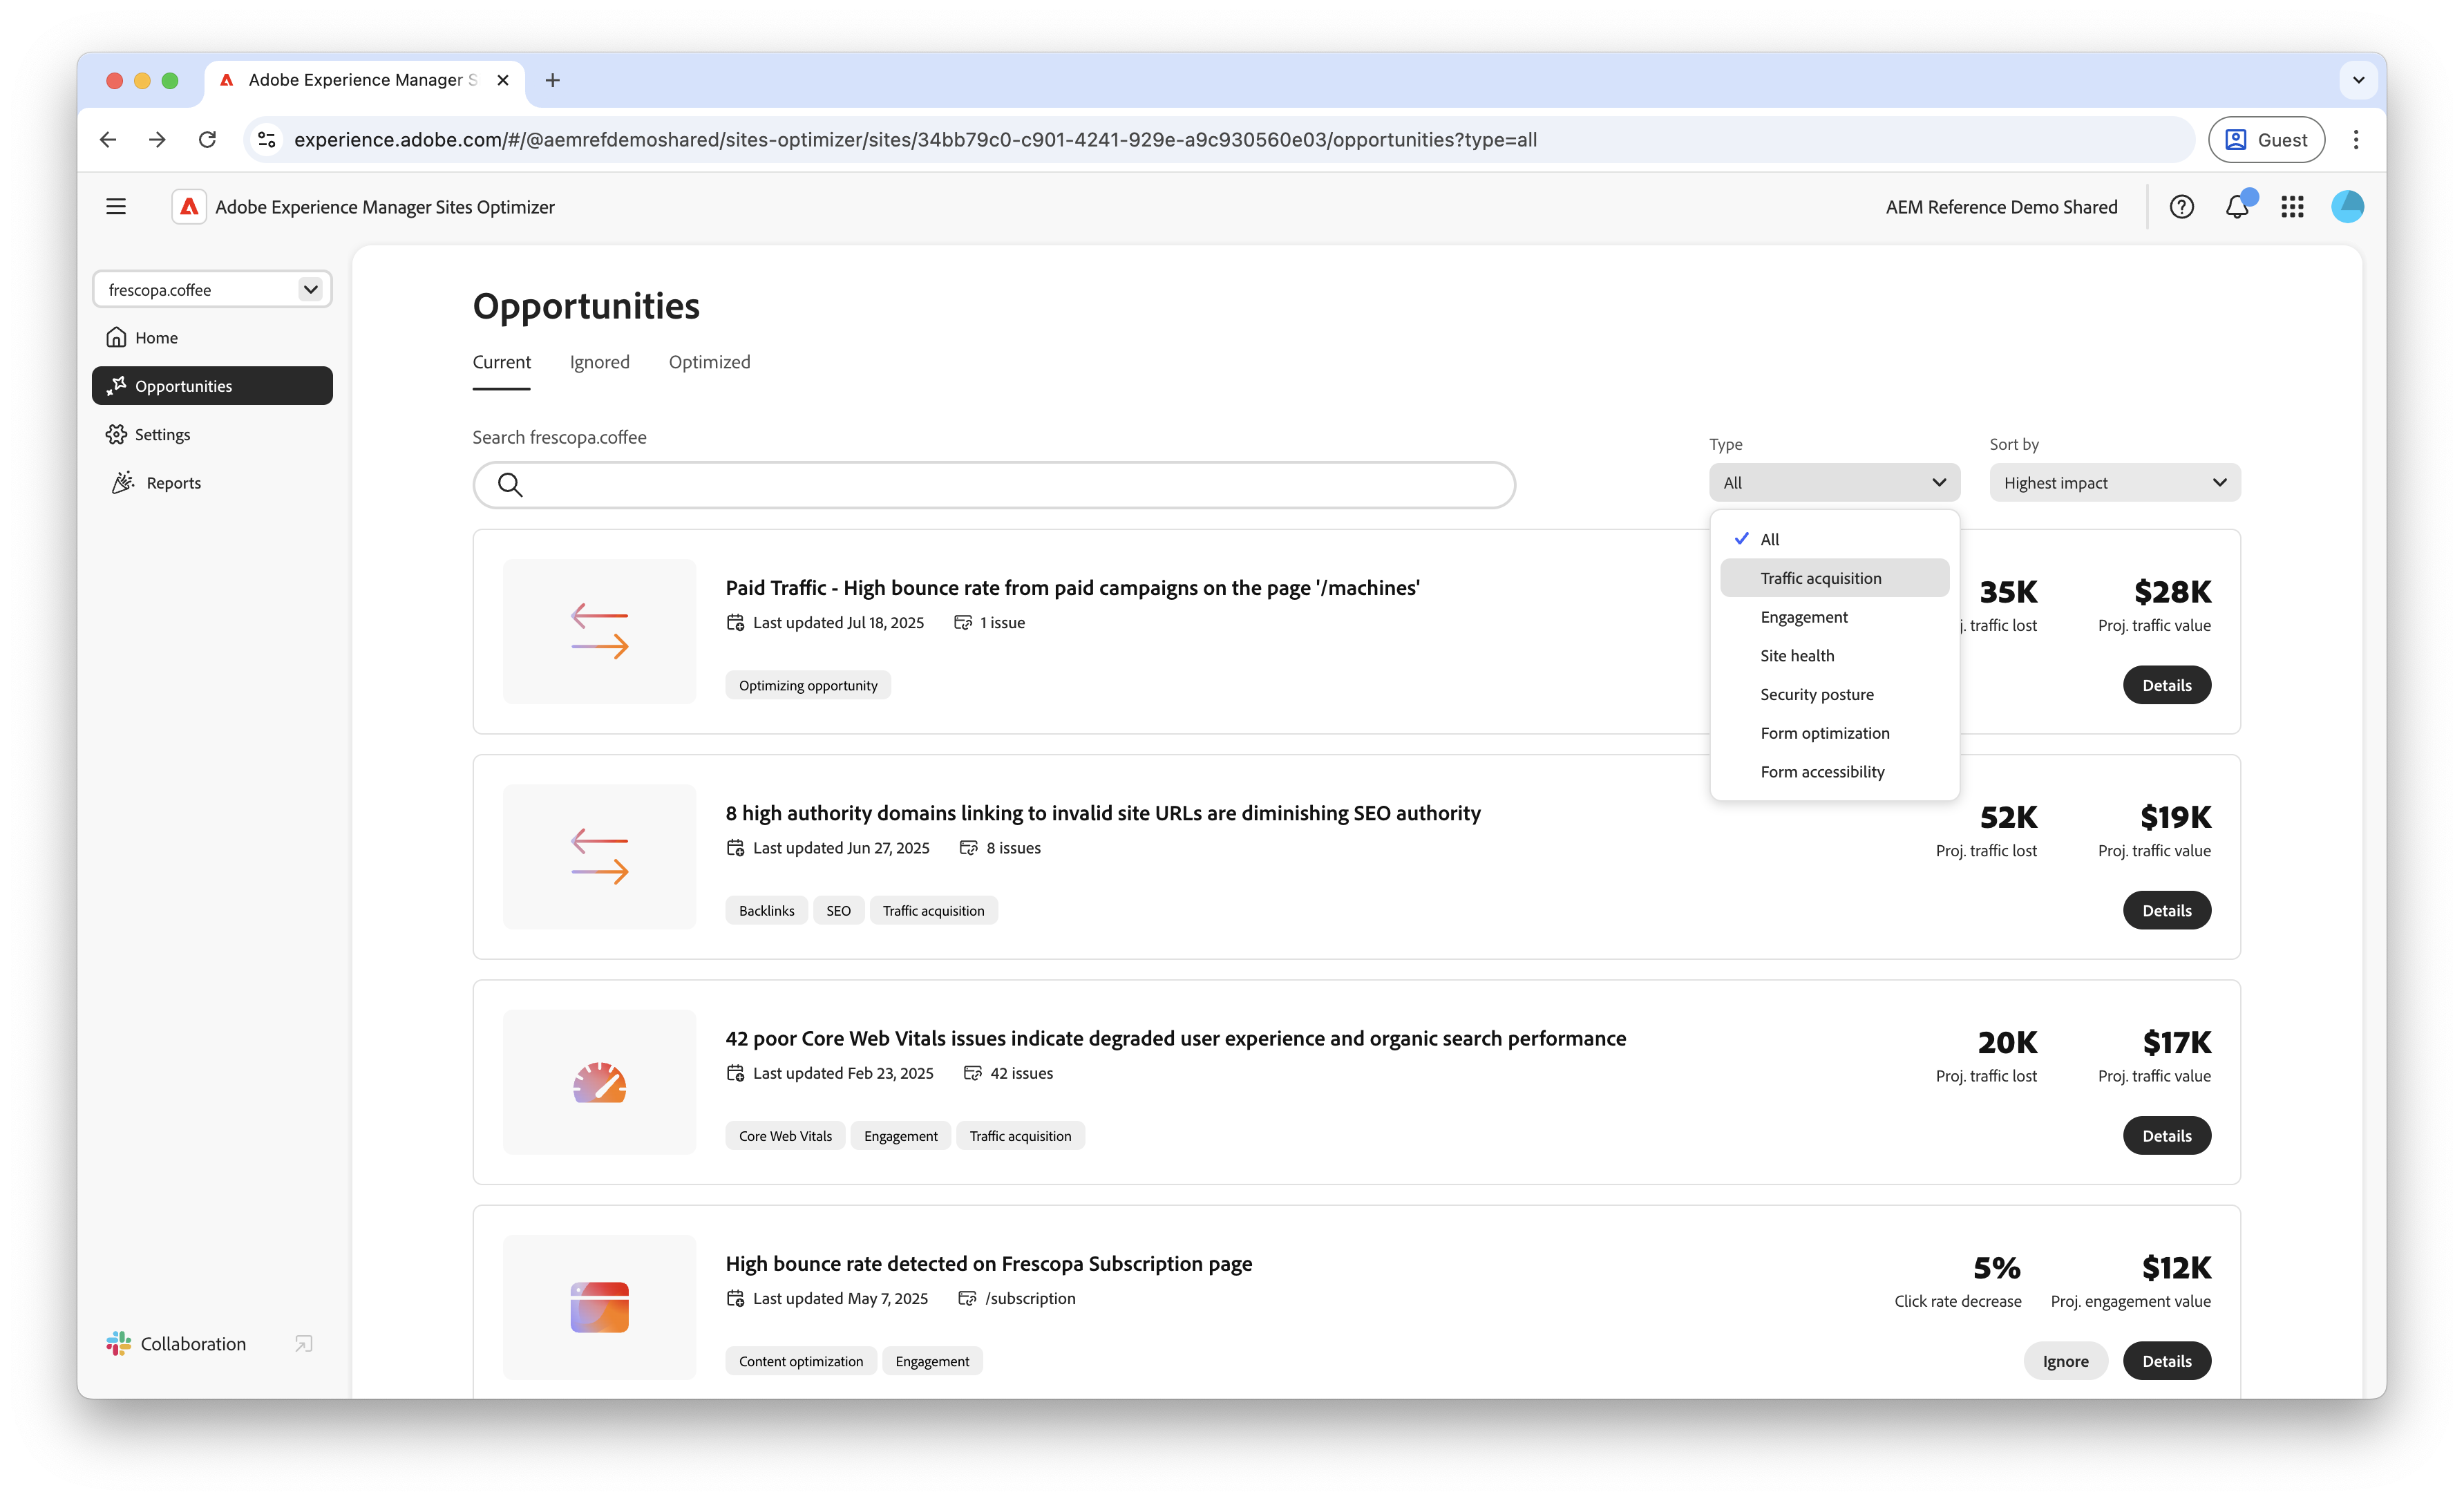 Adobe Experience Manager S
experience.adobe.com/#/@aemrefdemoshared/sites-optimizer/sites/34bb79c0-c901-4241-929e-a9c930560e03/opportunities?type=all
Guest
Adobe Experience Manager Sites Optimizer
AEM Reference Demo Shared
frescopa.coffee
Home
Opportunities
Settings
Reports
Collaboration
Opportunities
Current
Ignored
Optimized
Search frescopa.coffee
Type
All
Sort by
Highest impact
All
Traffic acquisition
Engagement
Site health
Security posture
Form optimization
Form accessibility
Paid Traffic - High bounce rate from paid campaigns on the page '/machines'
Last updated Jul 18, 2025
1 issue
Optimizing opportunity
35K
j. traffic lost
$28K
Proj. traffic value
Details
8 high authority domains linking to invalid site URLs are diminishing SEO authority
Last updated Jun 27, 2025
8 issues
Backlinks
SEO
Traffic acquisition
52K
Proj. traffic lost
$19K
Proj. traffic value
Details
42 poor Core Web Vitals issues indicate degraded user experience and organic search performance
Last updated Feb 23, 2025
42 issues
Core Web Vitals
Engagement
Traffic acquisition
20K
Proj. traffic lost
$17K
Proj. traffic value
Details
High bounce rate detected on Frescopa Subscription page
Last updated May 7, 2025
/subscription
Content optimization
Engagement
5%
Click rate decrease
$12K
Proj. engagement value
Ignore
Details